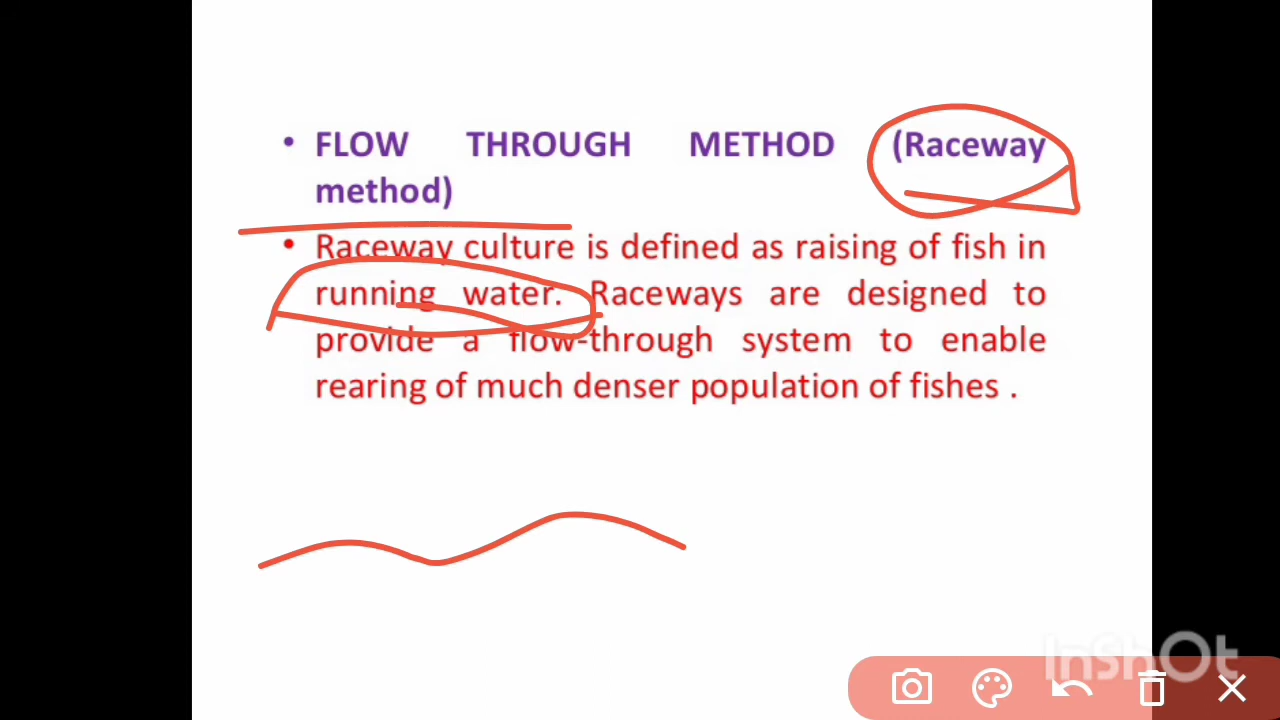 • FLOW THROUGH METHOD (Raceway
method)
• Raceway culture is defined as raising of fish in
running water. Raceways are designed to
provide a flow-through system to enable
rearing of much denser population of fishes .
InShOt